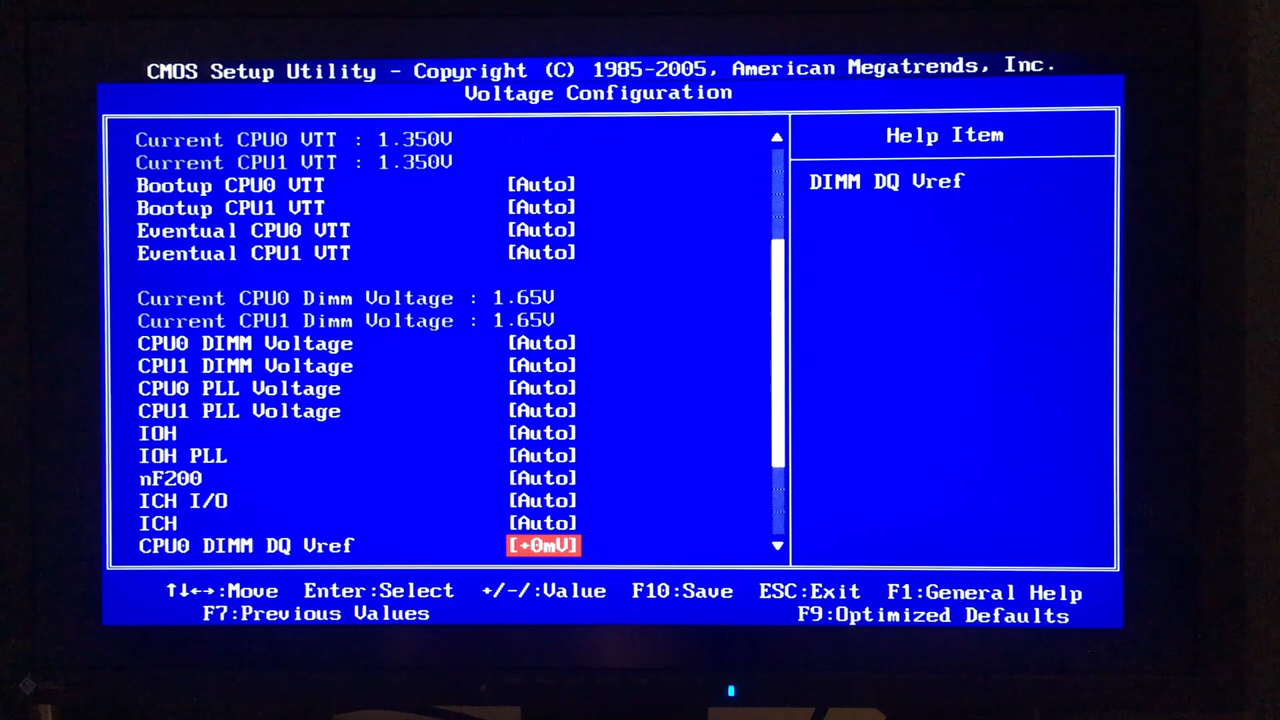 CMOS Setup Utility - Copyright (C) 1985-2005, American Megatrends, Inc.
Voltage Configuration
Current CPU0 VTT : 1.350V
Current CPU1 VTT : 1.350V
Bootup CPU0 VTT [Auto]
Bootup CPU1 VTT [Auto]
Eventual CPU0 VTT [Auto]
Eventual CPU1 VTT [Auto]
Current CPU0 Dimm Voltage : 1.65V
Current CPU1 Dimm Voltage : 1.65V
CPU0 DIMM Voltage [Auto]
CPU1 DIMM Voltage [Auto]
CPU0 PLL Voltage [Auto]
CPU1 PLL Voltage [Auto]
IOH [Auto]
IOH PLL [Auto]
nF200 [Auto]
ICH I/O [Auto]
ICH [Auto]
CPU0 DIMM DQ Vref [+0mV]
Help Item
DIMM DQ Vref
↑↓←→:Move Enter:Select +/-/:Value F10:Save ESC:Exit F1:General Help
F7:Previous Values F9:Optimized Defaults